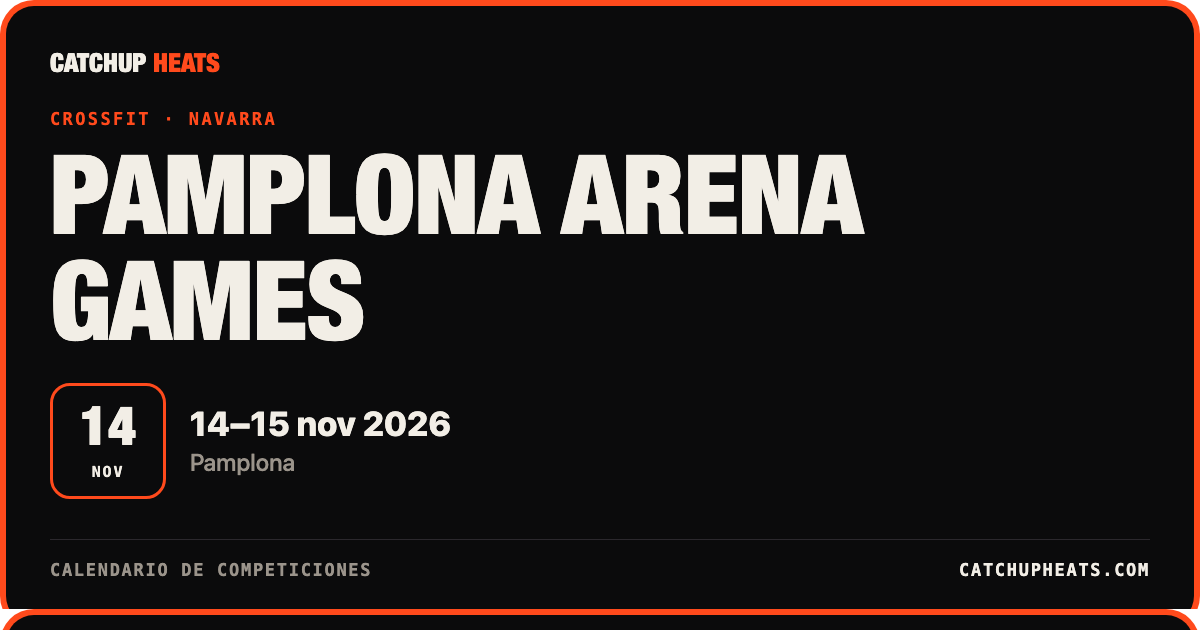 CATCHUP HEATS
CROSSFIT · NAVARRA
PAMPLONA ARENA
GAMES
14
NOV
14–15 nov 2026
Pamplona
CALENDARIO DE COMPETICIONES
CATCHUPHEATS.COM